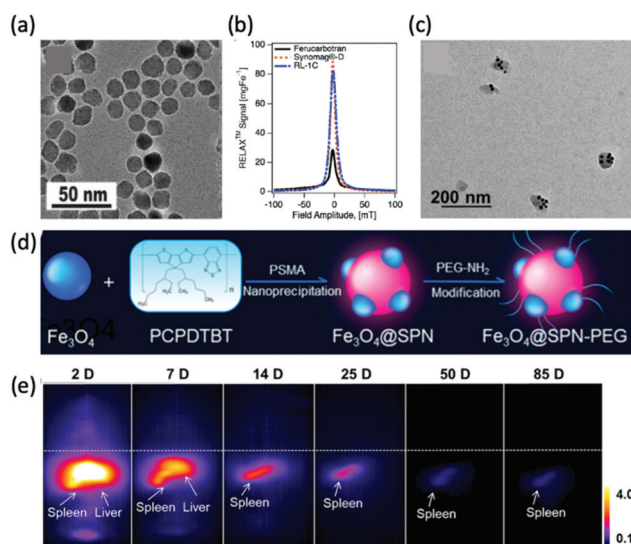 (a)
50 nm
(b)
RELAX™ Signal [mgFe⁻¹]
100
80
60
40
20
0
Ferucarbotran
Synomag®-D
RL-1C
-100
-50
0
50
100
Field Amplitude, [mT]
(c)
200 nm
(d)
Fe₃O₄
+
PCPDTBT
PSMA
Nanoprecipitation
Fe₃O₄@SPN
PEG-NH₂
Modification
Fe₃O₄@SPN-PEG
(e)
2 D
7 D
14 D
25 D
50 D
85 D
Spleen
Liver
Spleen
Liver
Spleen
Spleen
Spleen
Spleen
4.0
0.1